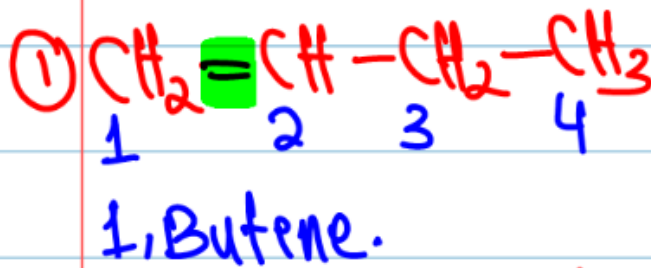 ① CH₂=CH-CH₂-CH₃
1 2 3 4
1,Butene.